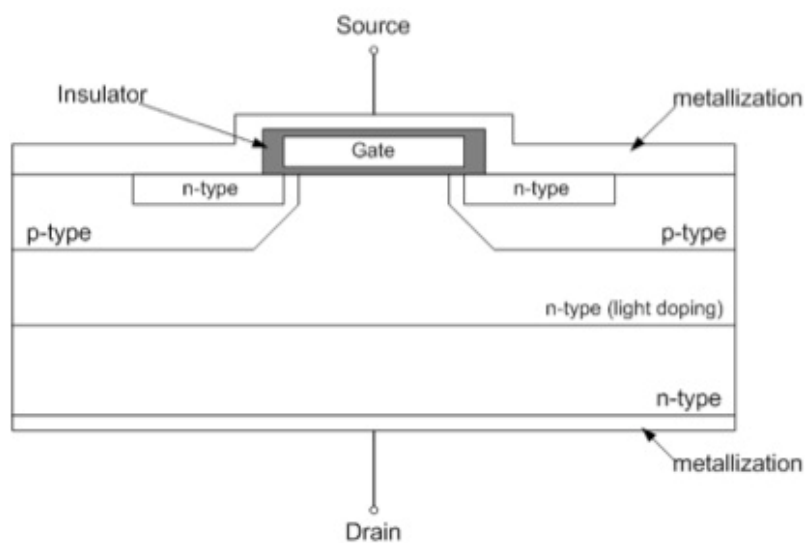 Source
Insulator
metallization
Gate
n-type
n-type
p-type
p-type
n-type (light doping)
n-type
metallization
Drain